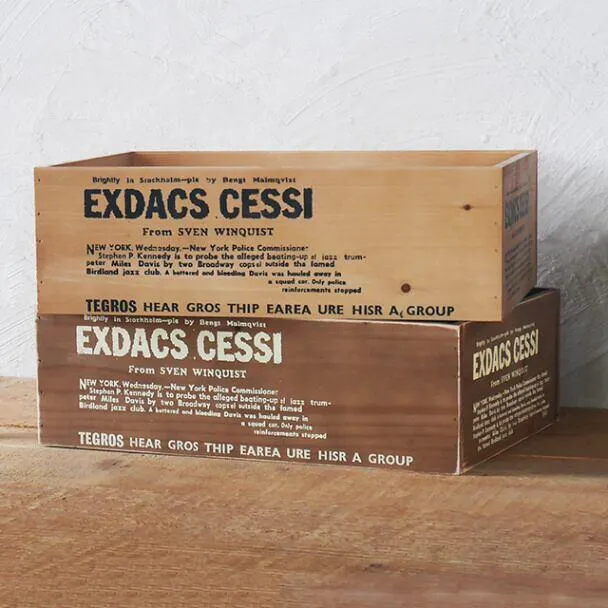 Brightly in Stockholm—pic by Bengt Malmqvist
EXDACS CESSI
From SVEN WINQUIST
NEW YORK, Wednesday.—New York Police Commissioner
Stephen P. Kennedy is to probe the alleged beating-up of jazz trum-
peter Miles Davis by two Broadway cops outside the famed
Birdland jazz club. A battered and bleeding Davis was hauled away in
a squad car. Only police
reinforcements stopped
TEGROS HEAR GROS THIP EAREA URE HISR A GROUP
Brightly in Stockholm—pic by Bengt Malmqvist
EXDACS CESSI
From SVEN WINQUIST
NEW YORK, Wednesday.—New York Police Commissioner
Stephen P. Kennedy is to probe the alleged beating-up of jazz trum-
peter Miles Davis by two Broadway cops outside the famed
Birdland jazz club. A battered and bleeding Davis was hauled away in
a squad car. Only police
reinforcements stopped
TEGROS HEAR GROS THIP EAREA URE HISR A GROUP
EXDACS CESSI
From SVEN WINQUIST